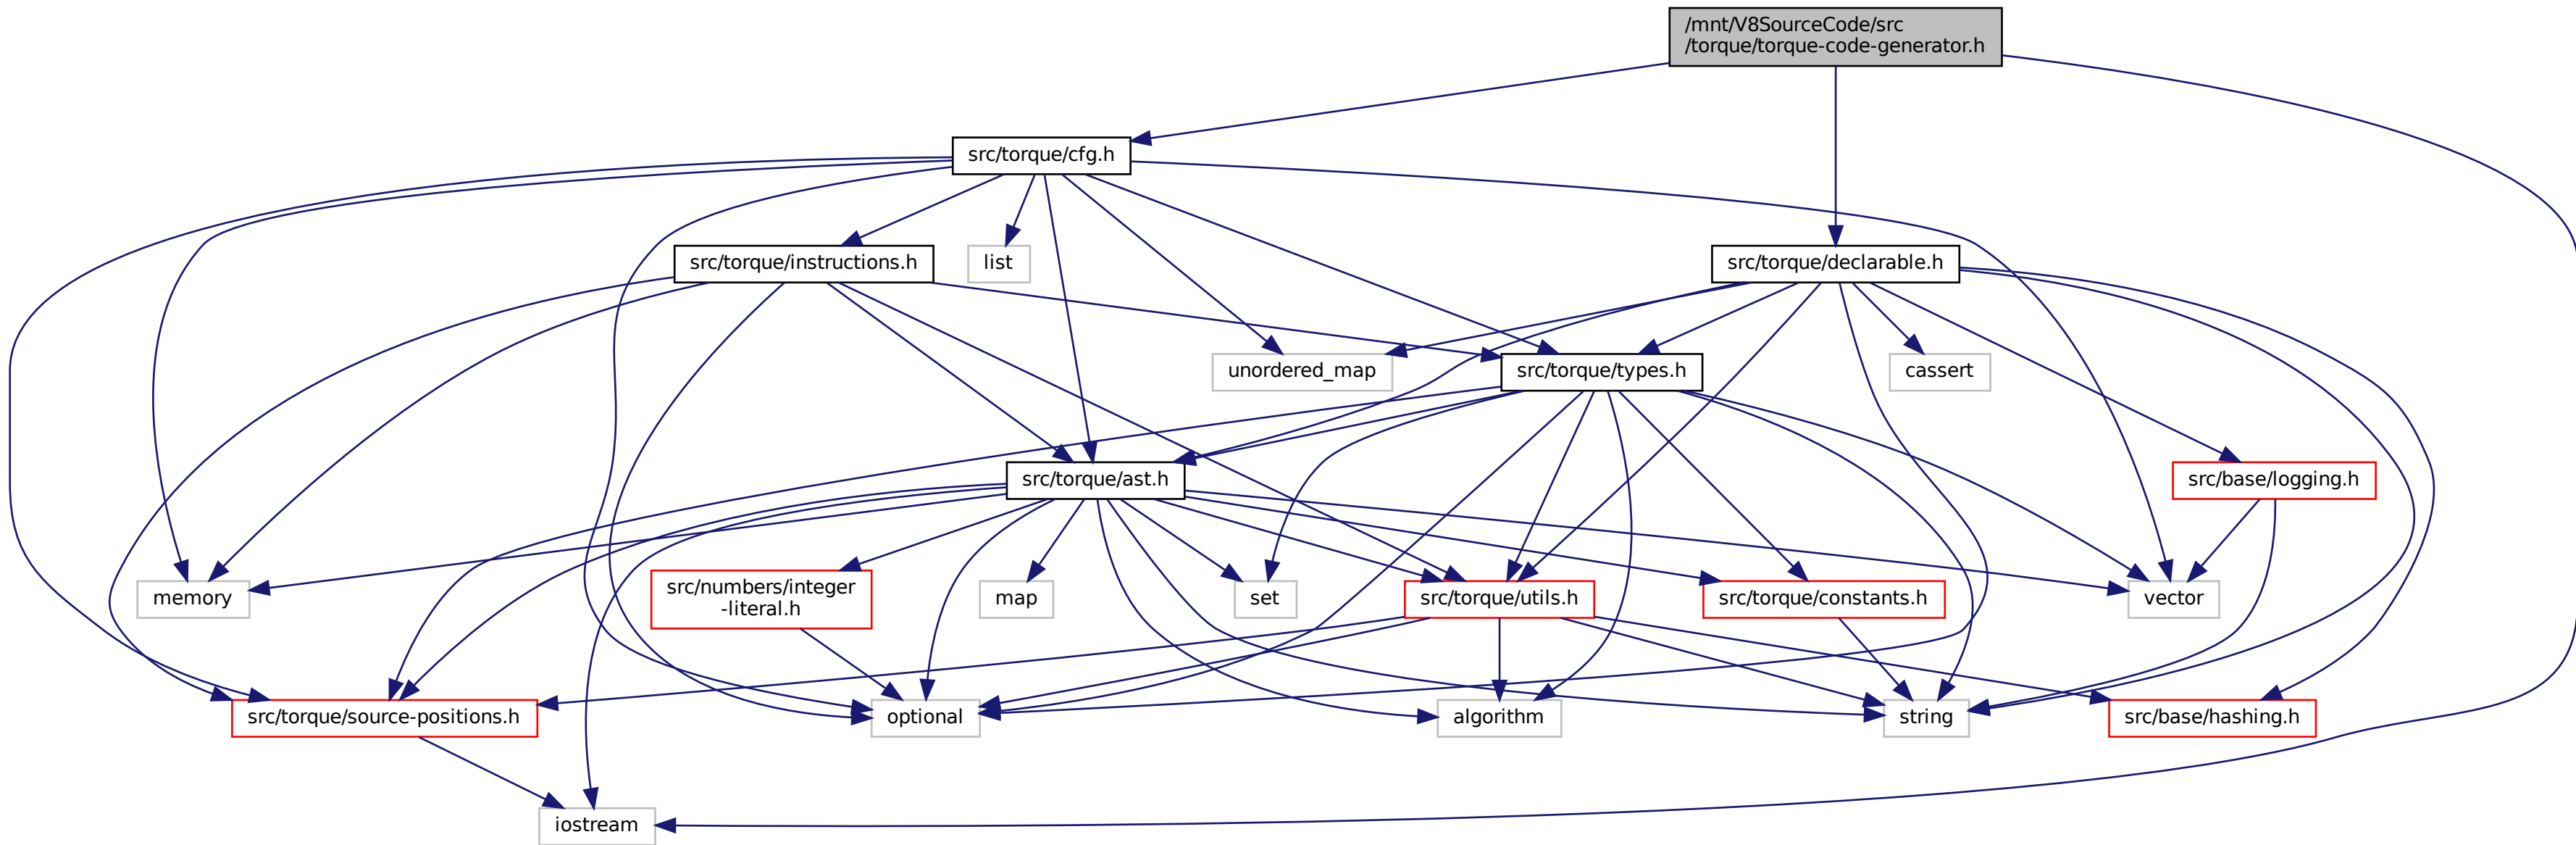 /mnt/V8SourceCode/src
/torque/torque-code-generator.h
src/torque/cfg.h
src/torque/instructions.h
list
src/torque/declarable.h
unordered_map
src/torque/types.h
cassert
src/torque/ast.h
src/base/logging.h
memory
src/numbers/integer
-literal.h
map
set
src/torque/utils.h
src/torque/constants.h
vector
src/torque/source-positions.h
optional
algorithm
string
src/base/hashing.h
iostream